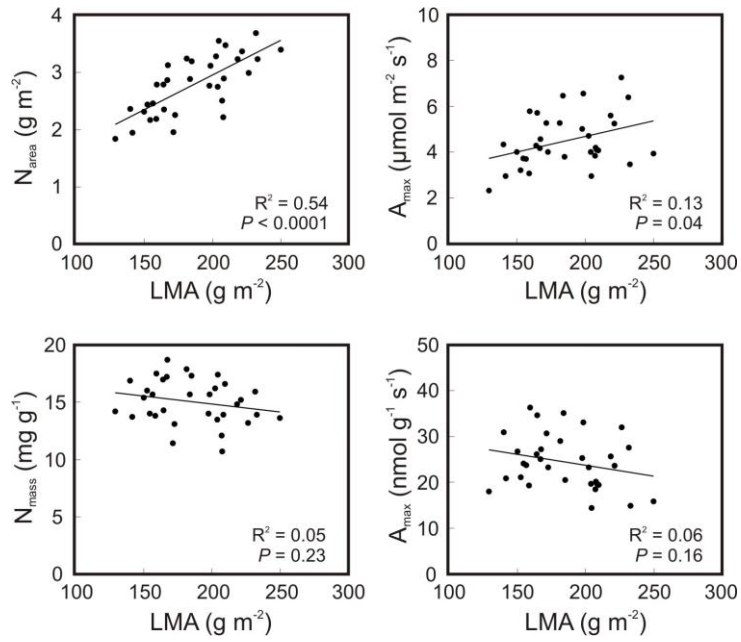 4
3
2
1
0
N_area (g m⁻²)
R² = 0.54
P < 0.0001
100 150 200 250 300
LMA (g m⁻²)
10
8
6
4
2
0
A_max (µmol m⁻² s⁻¹)
R² = 0.13
P = 0.04
100 150 200 250 300
LMA (g m⁻²)
20
15
10
5
0
N_mass (mg g⁻¹)
R² = 0.05
P = 0.23
100 150 200 250 300
LMA (g m⁻²)
50
40
30
20
10
0
A_max (nmol g⁻¹ s⁻¹)
R² = 0.06
P = 0.16
100 150 200 250 300
LMA (g m⁻²)